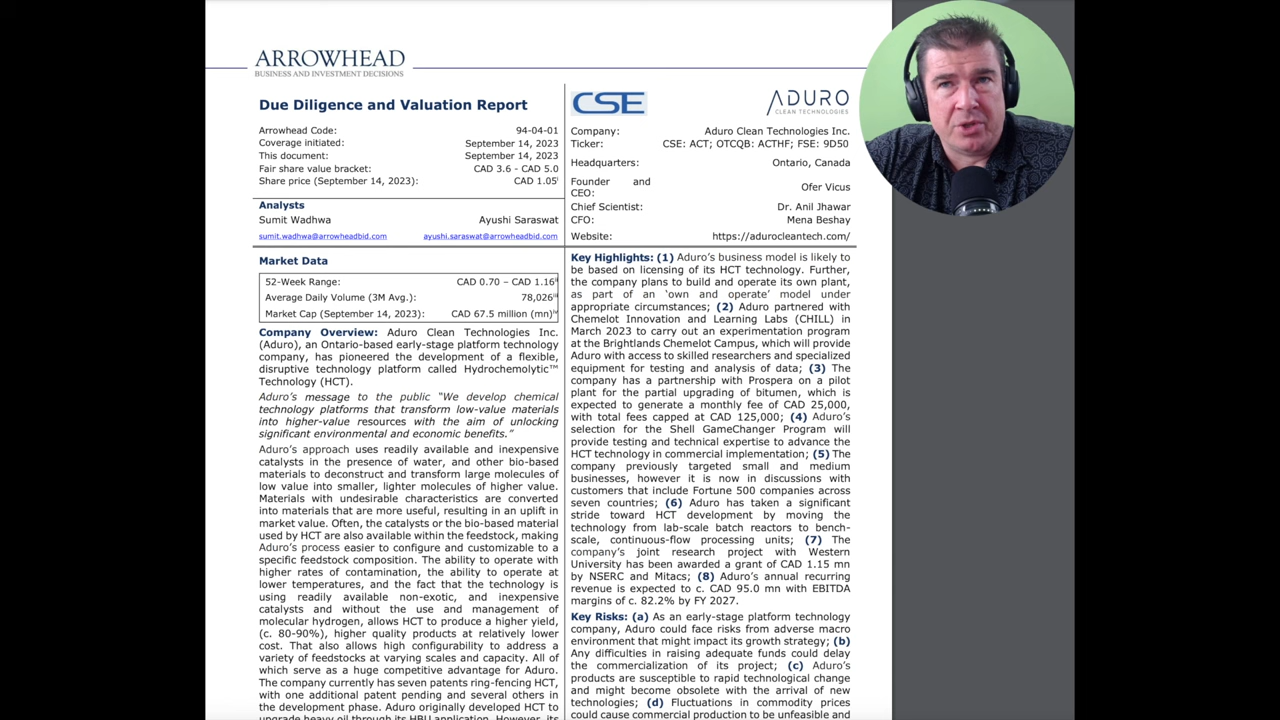 ARROWHEAD
BUSINESS AND INVESTMENT DECISIONS
Due Diligence and Valuation Report
Arrowhead Code: 94-04-01
Coverage initiated: September 14, 2023
This document: September 14, 2023
Fair share value bracket: CAD 3.6 - CAD 5.0
Share price (September 14, 2023): CAD 1.05ⁱ
Analysts
Sumit Wadhwa Ayushi Saraswat
sumit.wadhwa@arrowheadbid.com ayushi.saraswat@arrowheadbid.com
Market Data
52-Week Range: CAD 0.70 – CAD 1.16ⁱⁱ
Average Daily Volume (3M Avg.): 78,026ⁱⁱⁱ
Market Cap (September 14, 2023): CAD 67.5 million (mn)ⁱᵛ
Company Overview: Aduro Clean Technologies Inc.
(Aduro), an Ontario-based early-stage platform technology
company, has pioneered the development of a flexible,
disruptive technology platform called Hydrochemolytic™
Technology (HCT).
Aduro's message to the public “We develop chemical
technology platforms that transform low-value materials
into higher-value resources with the aim of unlocking
significant environmental and economic benefits.”
Aduro's approach uses readily available and inexpensive
catalysts in the presence of water, and other bio-based
materials to deconstruct and transform large molecules of
low value into smaller, lighter molecules of higher value.
Materials with undesirable characteristics are converted
into materials that are more useful, resulting in an uplift in
market value. Often, the catalysts or the bio-based material
used by HCT are also available within the feedstock, making
Aduro's process easier to configure and customizable to a
specific feedstock composition. The ability to operate with
higher rates of contamination, the ability to operate at
lower temperatures, and the fact that the technology is
using readily available non-exotic, and inexpensive
catalysts and without the use and management of
molecular hydrogen, allows HCT to produce a higher yield,
(c. 80-90%), higher quality products at relatively lower
cost. That also allows high configurability to address a
variety of feedstocks at varying scales and capacity. All of
which serve as a huge competitive advantage for Aduro.
The company currently has seven patents ring-fencing HCT,
with one additional patent pending and several others in
the development phase. Aduro originally developed HCT to
upgrade heavy oil through its HBU application. However, its
CSE
ADURO
CLEAN TECHNOLOGIES
Company: Aduro Clean Technologies Inc.
Ticker: CSE: ACT; OTCQB: ACTHF; FSE: 9D50
Headquarters: Ontario, Canada
Founder and
CEO: Ofer Vicus
Chief Scientist: Dr. Anil Jhawar
CFO: Mena Beshay
Website: https://adurocleantech.com/
Key Highlights: (1) Aduro's business model is likely to
be based on licensing of its HCT technology. Further,
the company plans to build and operate its own plant,
as part of an ‘own and operate’ model under
appropriate circumstances; (2) Aduro partnered with
Chemelot Innovation and Learning Labs (CHILL) in
March 2023 to carry out an experimentation program
at the Brightlands Chemelot Campus, which will provide
Aduro with access to skilled researchers and specialized
equipment for testing and analysis of data; (3) The
company has a partnership with Prospera on a pilot
plant for the partial upgrading of bitumen, which is
expected to generate a monthly fee of CAD 25,000,
with total fees capped at CAD 125,000; (4) Aduro's
selection for the Shell GameChanger Program will
provide testing and technical expertise to advance the
HCT technology in commercial implementation; (5) The
company previously targeted small and medium
businesses, however it is now in discussions with
customers that include Fortune 500 companies across
seven countries; (6) Aduro has taken a significant
stride toward HCT development by moving the
technology from lab-scale batch reactors to bench-
scale, continuous-flow processing units; (7) The
company's joint research project with Western
University has been awarded a grant of CAD 1.15 mn
by NSERC and Mitacs; (8) Aduro's annual recurring
revenue is expected to c. CAD 95.0 mn with EBITDA
margins of c. 82.2% by FY 2027.
Key Risks: (a) As an early-stage platform technology
company, Aduro could face risks from adverse macro
environment that might impact its growth strategy; (b)
Any difficulties in raising adequate funds could delay
the commercialization of its project; (c) Aduro's
products are susceptible to rapid technological change
and might become obsolete with the arrival of new
technologies; (d) Fluctuations in commodity prices
could cause commercial production to be unfeasible and